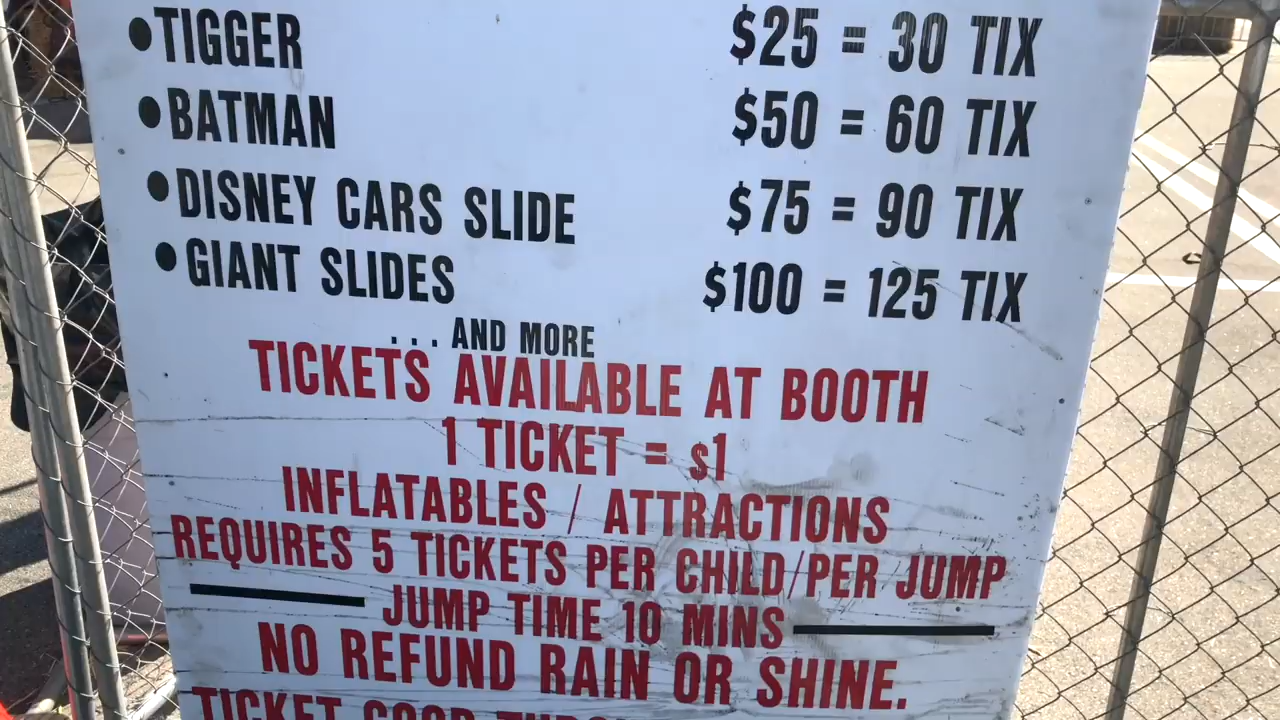 ●TIGGER $25 = 30 TIX
●BATMAN $50 = 60 TIX
●DISNEY CARS SLIDE $75 = 90 TIX
●GIANT SLIDES $100 = 125 TIX
. . . AND MORE
TICKETS AVAILABLE AT BOOTH
1 TICKET = $1
INFLATABLES / ATTRACTIONS
REQUIRES 5 TICKETS PER CHILD/PER JUMP
JUMP TIME 10 MINS
NO REFUND RAIN OR SHINE.
TICKET GOOD